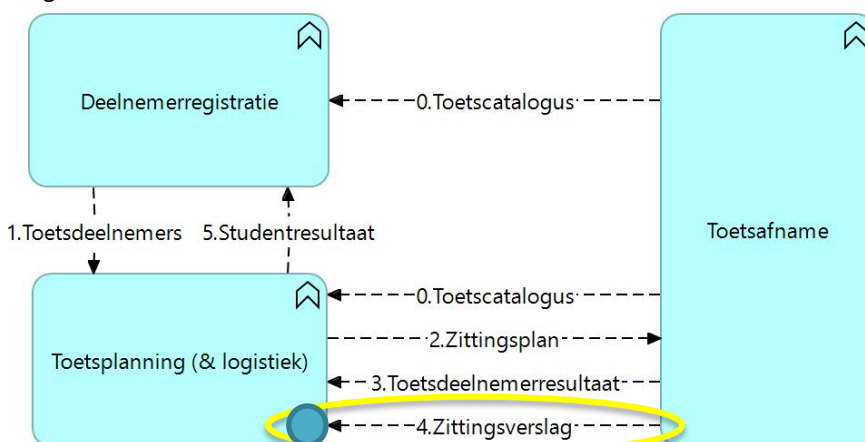 Deelnemerregistratie
0.Toetscatalogus
1.Toetsdeelnemers
5.Studentresultaat
Toetsafname
0.Toetscatalogus
2.Zittingsplan
Toetsplanning (& logistiek)
3.Toetsdeelnemerresultaat
4.Zittingsverslag